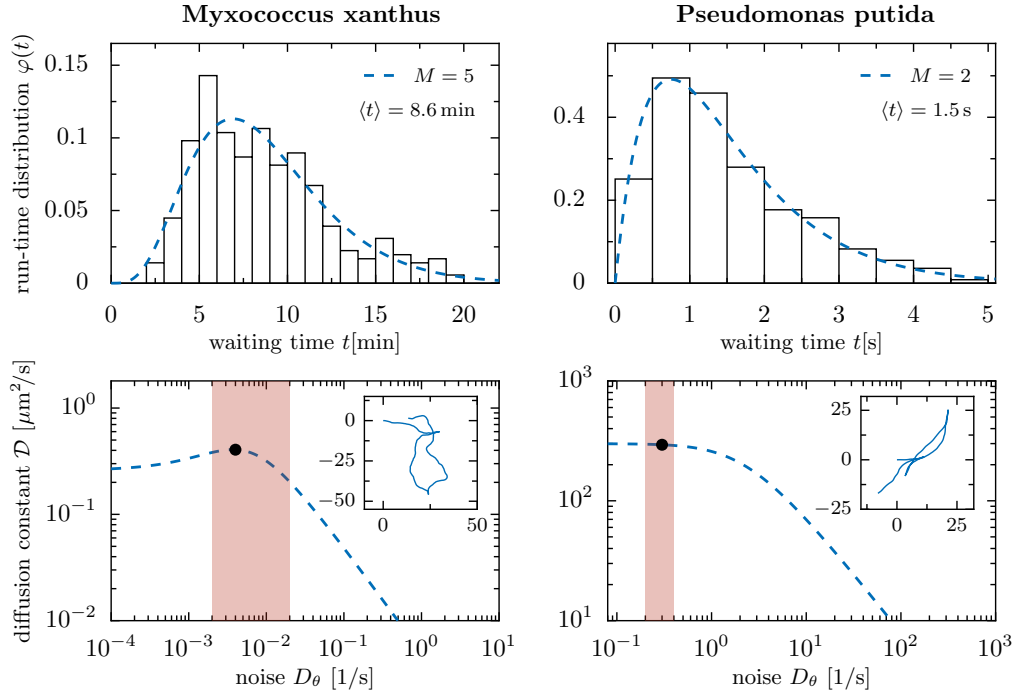 Myxococcus xanthus
Pseudomonas putida
run-time distribution φ(t)
0.15
0.1
0.05
0
M = 5
⟨t⟩ = 8.6 min
0 5 10 15 20
waiting time t[min]
0.4
0.2
0
M = 2
⟨t⟩ = 1.5 s
0 1 2 3 4 5
waiting time t[s]
diffusion constant 𝒟 [μm²/s]
10⁰
10⁻¹
10⁻²
0
−25
−50
0 50
10⁻⁴ 10⁻³ 10⁻² 10⁻¹ 10⁰ 10¹
noise D_θ [1/s]
10³
10²
10¹
25
0
−25
0 25
10⁻¹ 10⁰ 10¹ 10² 10³
noise D_θ [1/s]